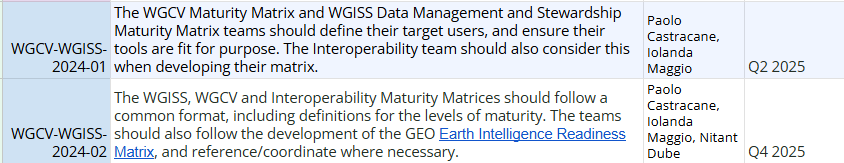 The WGCV Maturity Matrix and WGISS Data Management and Stewardship
Maturity Matrix teams should define their target users, and ensure their
tools are fit for purpose. The Interoperability team should also consider this
when developing their matrix.
WGCV-WGISS-
2024-01
Paolo
Castracane,
Iolanda
Maggio
Q2 2025
The WGISS, WGCV and Interoperability Maturity Matrices should follow a
common format, including definitions for the levels of maturity. The teams
should also follow the development of the GEO Earth Intelligence Readiness
Matrix, and reference/coordinate where necessary.
WGCV-WGISS-
2024-02
Paolo
Castracane,
Iolanda
Maggio, Nitant
Dube
Q4 2025